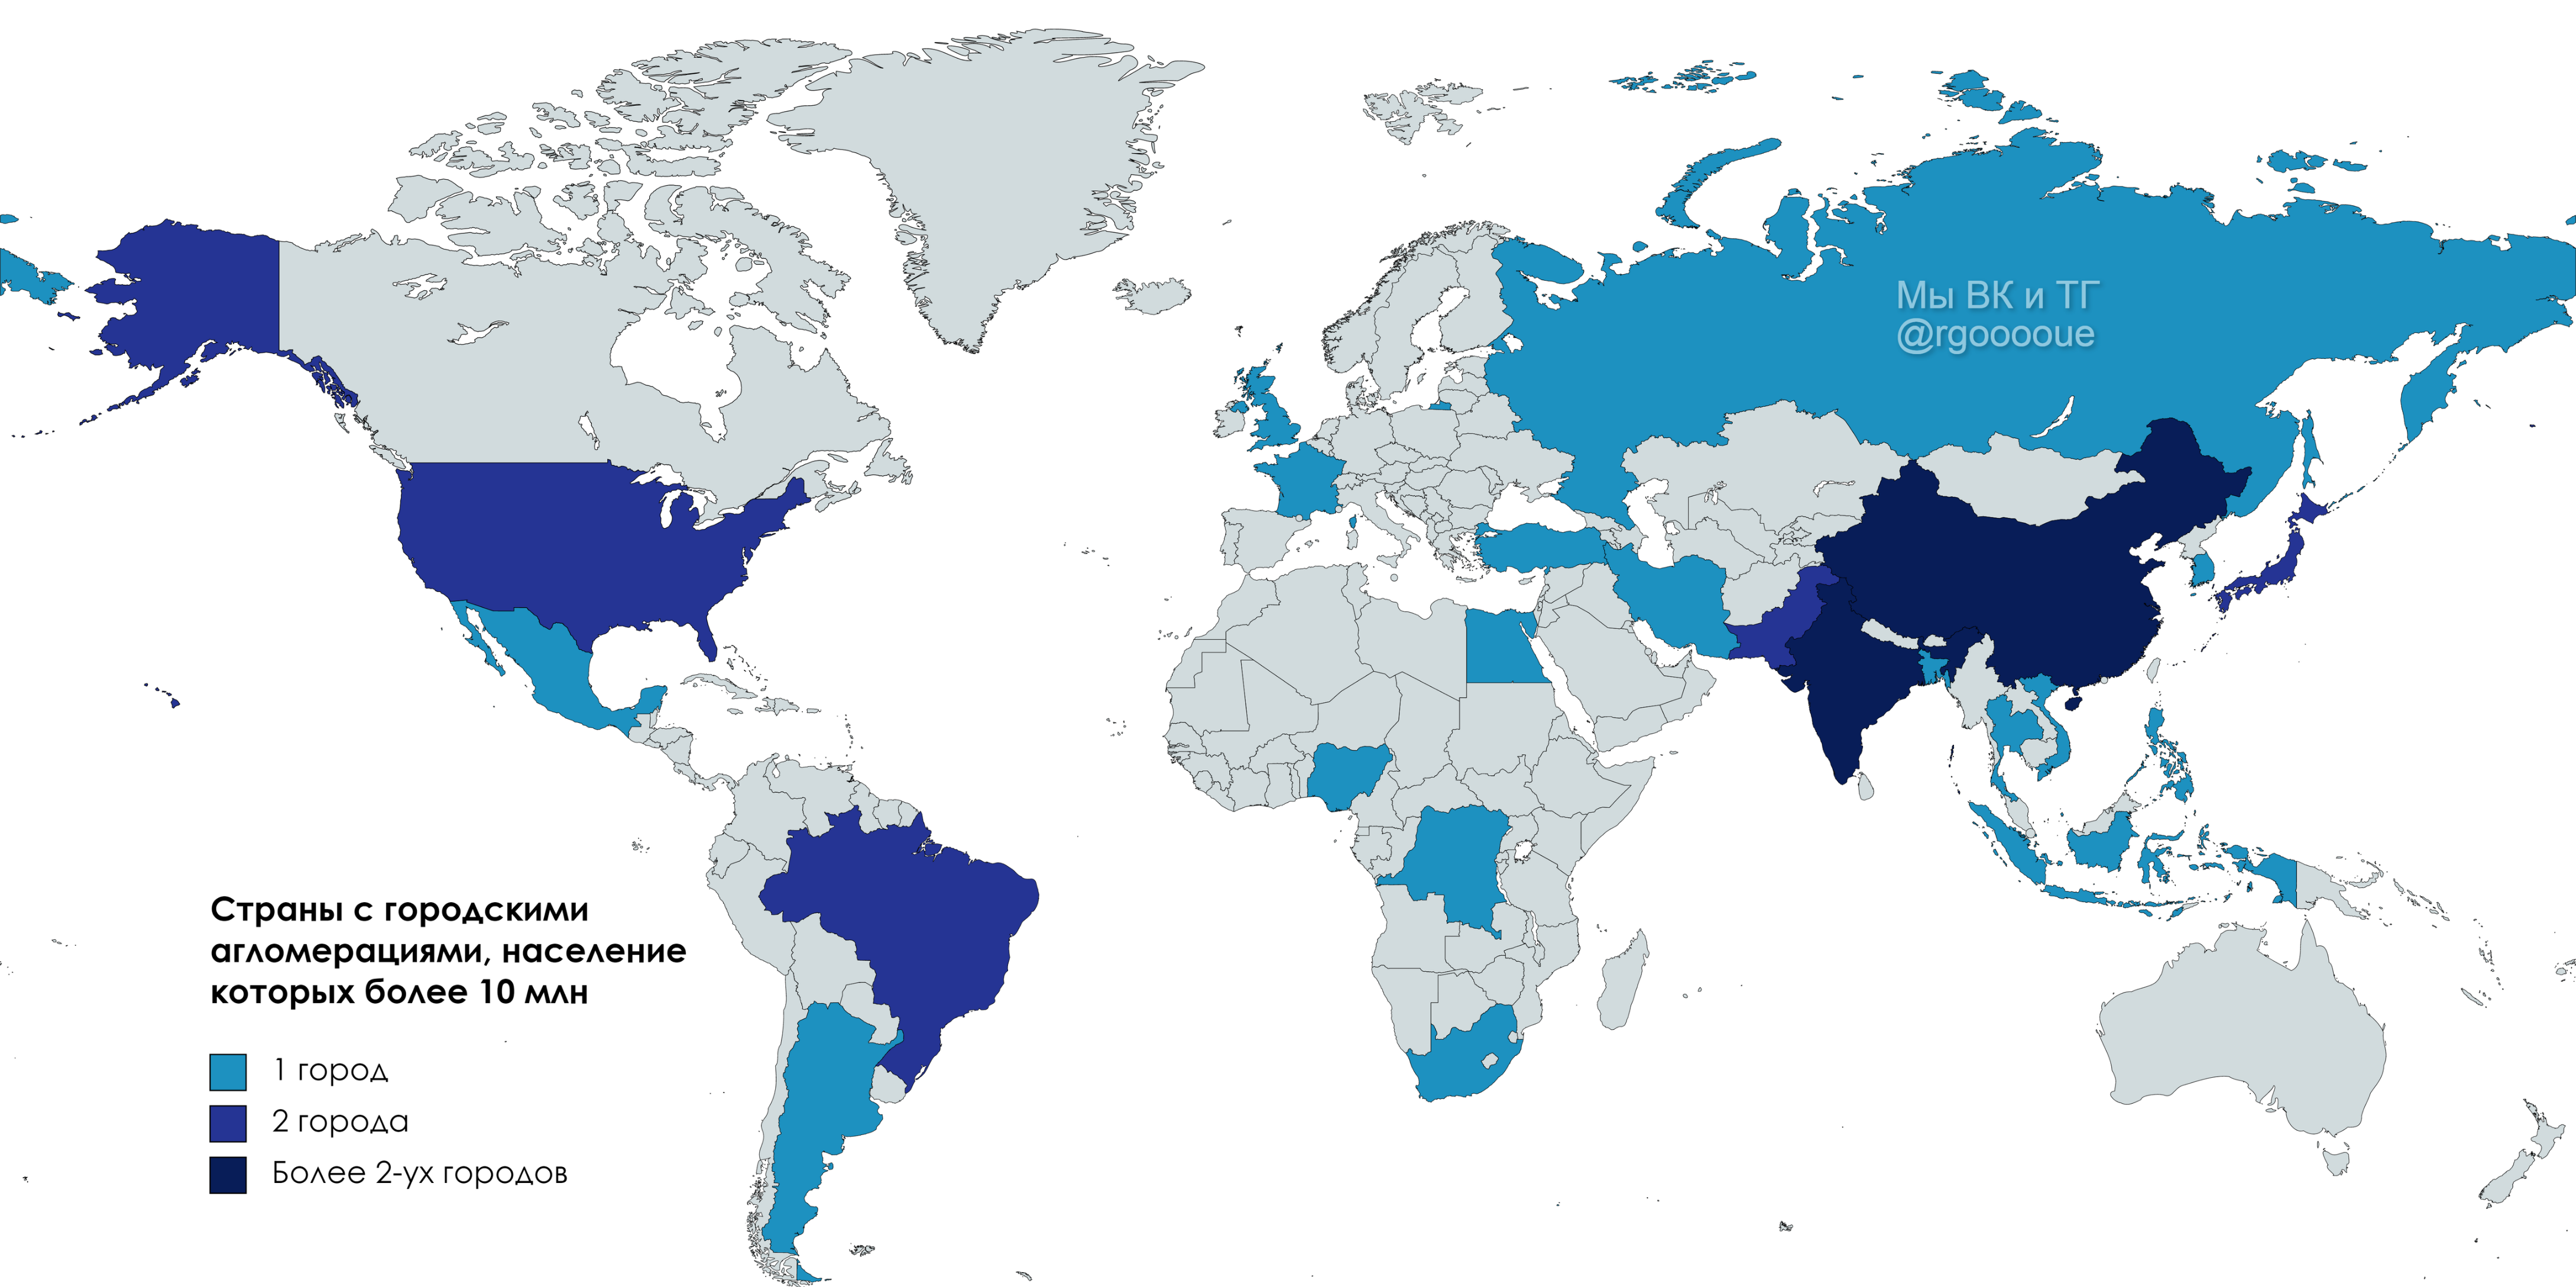 Мы ВК и ТГ
@rgooooue
Страны с городскими
агломерациями, население
которых более 10 млн
1 город
2 города
Более 2-ух городов